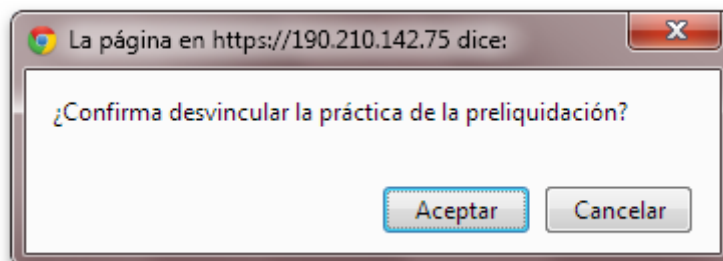 La página en https://190.210.142.75 dice:
¿Confirma desvincular la práctica de la preliquidación?
Aceptar
Cancelar